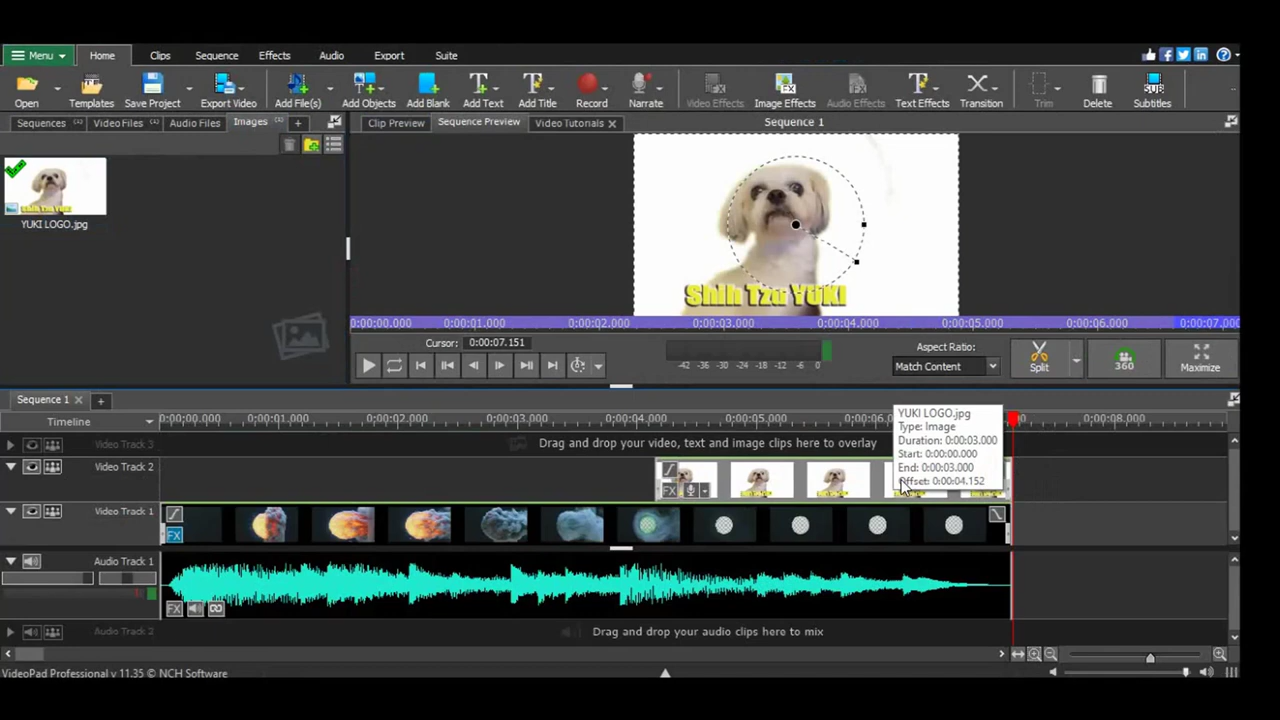 Menu Home Clips Sequence Effects Audio Export Suite
Open Templates Save Project Export Video Add File(s) Add Objects Add Blank Add Text Add Title Record Narrate Video Effects Image Effects Audio Effects Text Effects Transition Trim Delete SUB Subtitles
Sequences (1) Video Files (1) Audio Files Images (1) +
Clip Preview Sequence Preview Video Tutorials Sequence 1
YUKI LOGO.jpg
Shih Tzu YUKI
0:00:00.000 0:00:01.000 0:00:02.000 0:00:03.000 0:00:04.000 0:00:05.000 0:00:06.000 0:00:07.000
Cursor: 0:00:07.151
-42 -36 -30 -24 -18 -12 -6 0
Aspect Ratio:
Match Content
Split 360 Maximize
Sequence 1
Timeline 0:00:00.000 0:00:01.000 0:00:02.000 0:00:03.000 0:00:04.000 0:00:05.000 0:00:06 0:00:08.000
YUKI LOGO.jpg
Type: Image
Duration: 0:00:03.000
Start: 0:00:00.000
End: 0:00:03.000
Offset: 0:00:04.152
Video Track 3 Drag and drop your video, text and image clips here to overlay
Video Track 2
FX
Video Track 1
FX
Audio Track 1
FX
Audio Track 2 Drag and drop your audio clips here to mix
VideoPad Professional v 11.35 © NCH Software